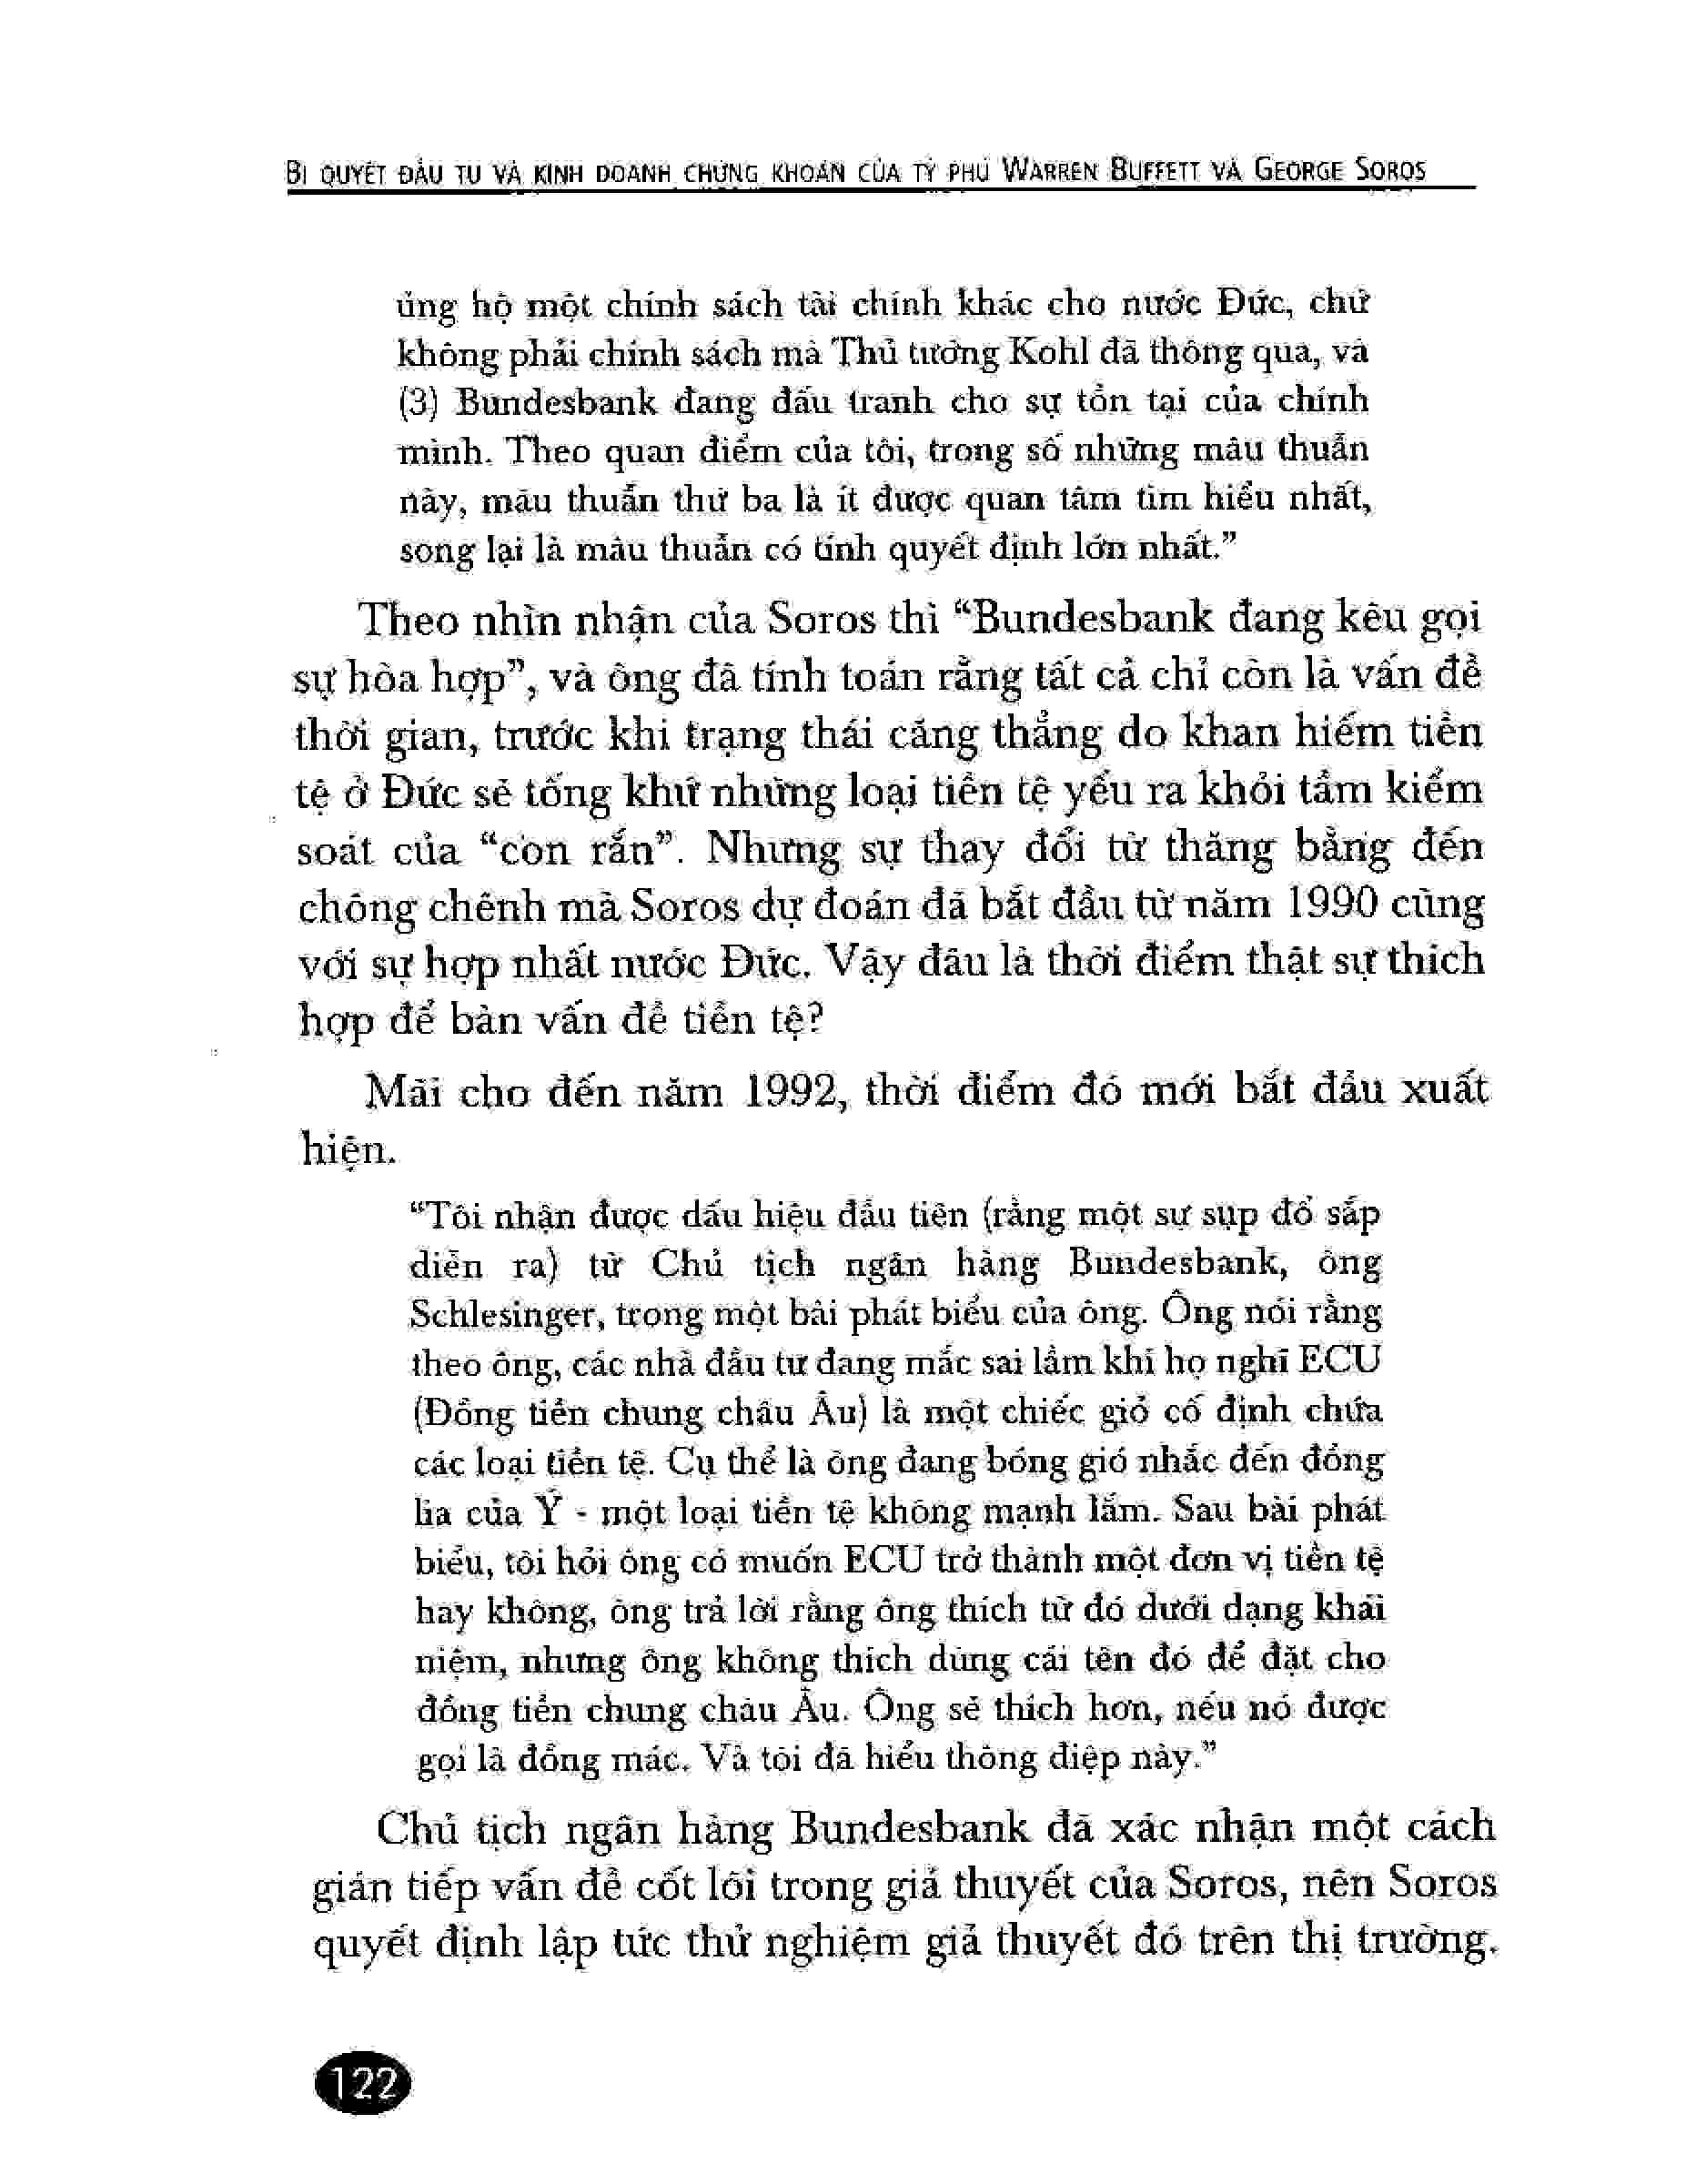 BÍ QUYẾT ĐẦU TƯ VÀ KINH DOANH CHỨNG KHOÁN CỦA TỶ PHÚ WARREN BUFFETT VÀ GEORGE SOROS
ủng hộ một chính sách tài chính khác cho nước Đức, chứ
không phải chính sách mà Thủ tướng Kohl đã thông qua, và
(3) Bundesbank đang đấu tranh cho sự tồn tại của chính
mình. Theo quan điểm của tôi, trong số những mâu thuẫn
này, mâu thuẫn thứ ba là ít được quan tâm tìm hiểu nhất,
song lại là mâu thuẫn có tính quyết định lớn nhất.”
Theo nhìn nhận của Soros thì “Bundesbank đang kêu gọi
sự hòa hợp”, và ông đã tính toán rằng tất cả chỉ còn là vấn đề
thời gian, trước khi trạng thái căng thẳng do khan hiếm tiền
tệ ở Đức sẽ tống khứ những loại tiền tệ yếu ra khỏi tầm kiểm
soát của “con rắn”. Nhưng sự thay đổi từ thăng bằng đến
chông chênh mà Soros dự đoán đã bắt đầu từ năm 1990 cùng
với sự hợp nhất nước Đức. Vậy đâu là thời điểm thật sự thích
hợp để bàn vấn đề tiền tệ?
Mãi cho đến năm 1992, thời điểm đó mới bắt đầu xuất
hiện.
“Tôi nhận được dấu hiệu đầu tiên (rằng một sự sụp đổ sắp
diễn ra) từ Chủ tịch ngân hàng Bundesbank, ông
Schlesinger, trong một bài phát biểu của ông. Ông nói rằng
theo ông, các nhà đầu tư đang mắc sai lầm khi họ nghĩ ECU
(Đồng tiền chung châu Âu) là một chiếc giỏ cố định chứa
các loại tiền tệ. Cụ thể là ông đang bóng gió nhắc đến đồng
lia của Ý - một loại tiền tệ không mạnh lắm. Sau bài phát
biểu, tôi hỏi ông có muốn ECU trở thành một đơn vị tiền tệ
hay không, ông trả lời rằng ông thích từ đó dưới dạng khái
niệm, nhưng ông không thích dùng cái tên đó để đặt cho
đồng tiền chung châu Âu. Ông sẽ thích hơn, nếu nó được
gọi là đồng mác. Và tôi đã hiểu thông điệp này.”
Chủ tịch ngân hàng Bundesbank đã xác nhận một cách
gián tiếp vấn đề cốt lõi trong giả thuyết của Soros, nên Soros
quyết định lập tức thử nghiệm giả thuyết đó trên thị trường.
122